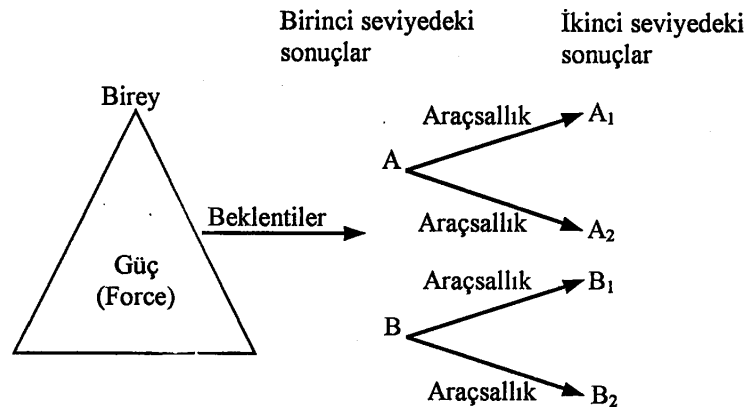 Birinci seviyedeki
sonuçlar
İkinci seviyedeki
sonuçlar
Birey
Güç
(Force)
Beklentiler
A
Araçsallık
A1
Araçsallık
A2
B
Araçsallık
B1
Araçsallık
B2